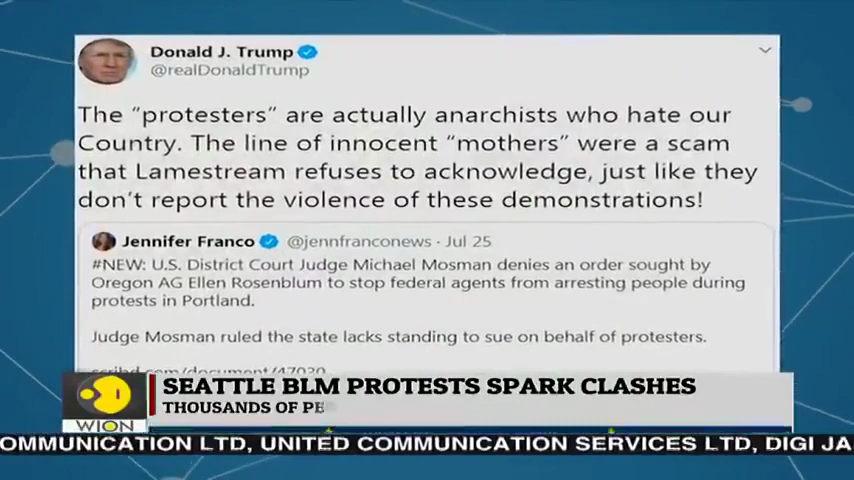 Donald J. Trump
@realDonaldTrump
The "protesters" are actually anarchists who hate our
Country. The line of innocent "mothers" were a scam
that Lamestream refuses to acknowledge, just like they
don't report the violence of these demonstrations!
Jennifer Franco @jennfranconews · Jul 25
#NEW: U.S. District Court Judge Michael Mosman denies an order sought by
Oregon AG Ellen Rosenblum to stop federal agents from arresting people during
protests in Portland.
Judge Mosman ruled the state lacks standing to sue on behalf of protesters.
SEATTLE BLM PROTESTS SPARK CLASHES
THOUSANDS OF PE
WION
OMMUNICATION LTD, UNITED COMMUNICATION SERVICES LTD, DIGI JA